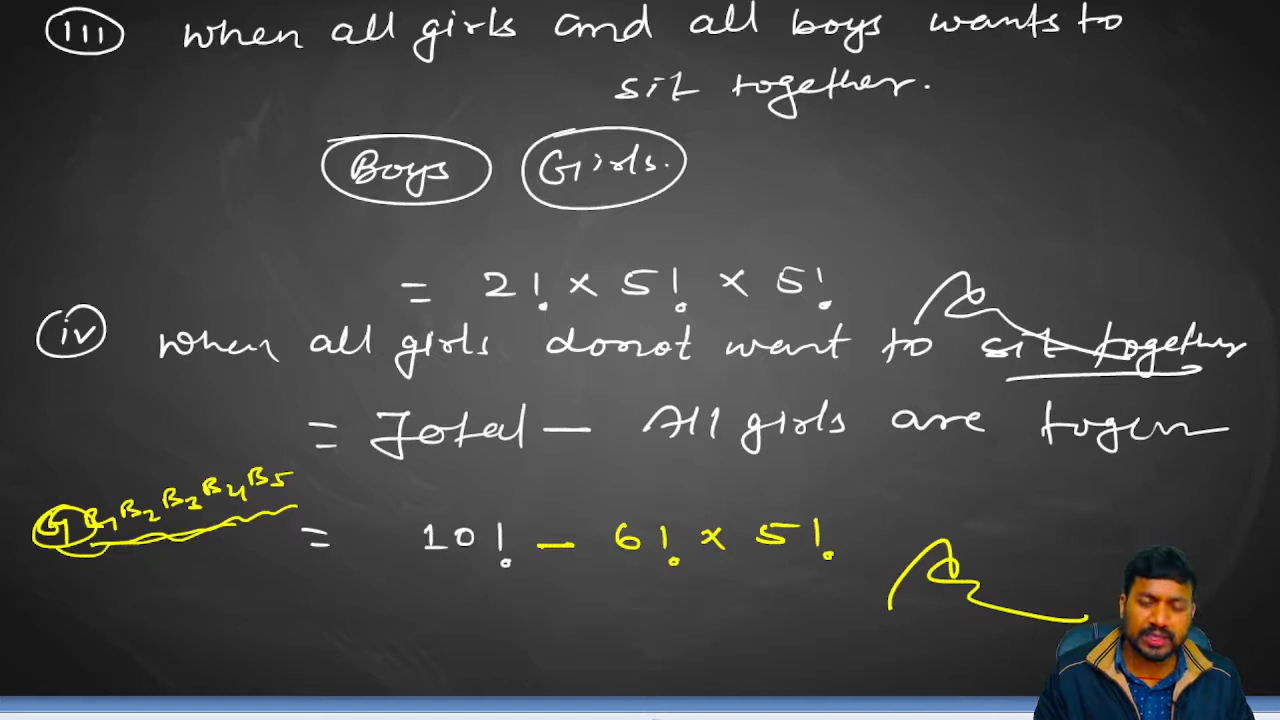 (iii) when all girls and all boys wants to
sit together.
Boys Girls.
= 2! × 5! × 5!
(iv) when all girls donot want to sit together
= Total – All girls are
G B1 B2 B3 B4 B5
= 10! – 6! × 5!